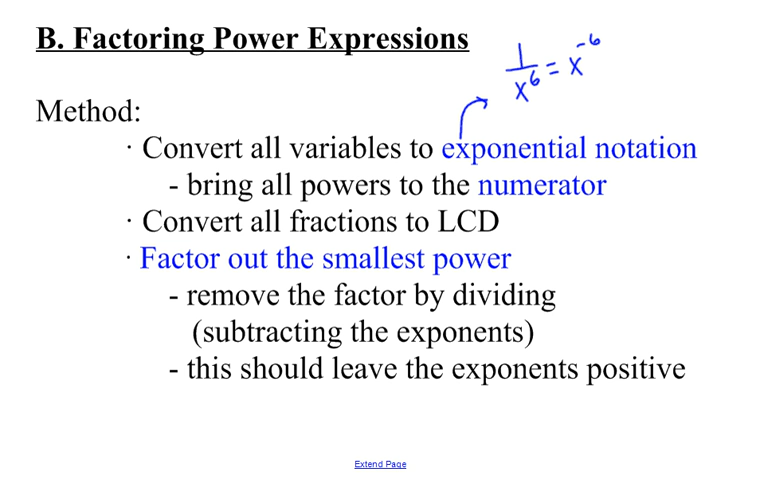 B. Factoring Power Expressions
1/x⁶ = x⁻⁶
Method:
· Convert all variables to exponential notation
- bring all powers to the numerator
· Convert all fractions to LCD
· Factor out the smallest power
- remove the factor by dividing
(subtracting the exponents)
- this should leave the exponents positive
Extend Page